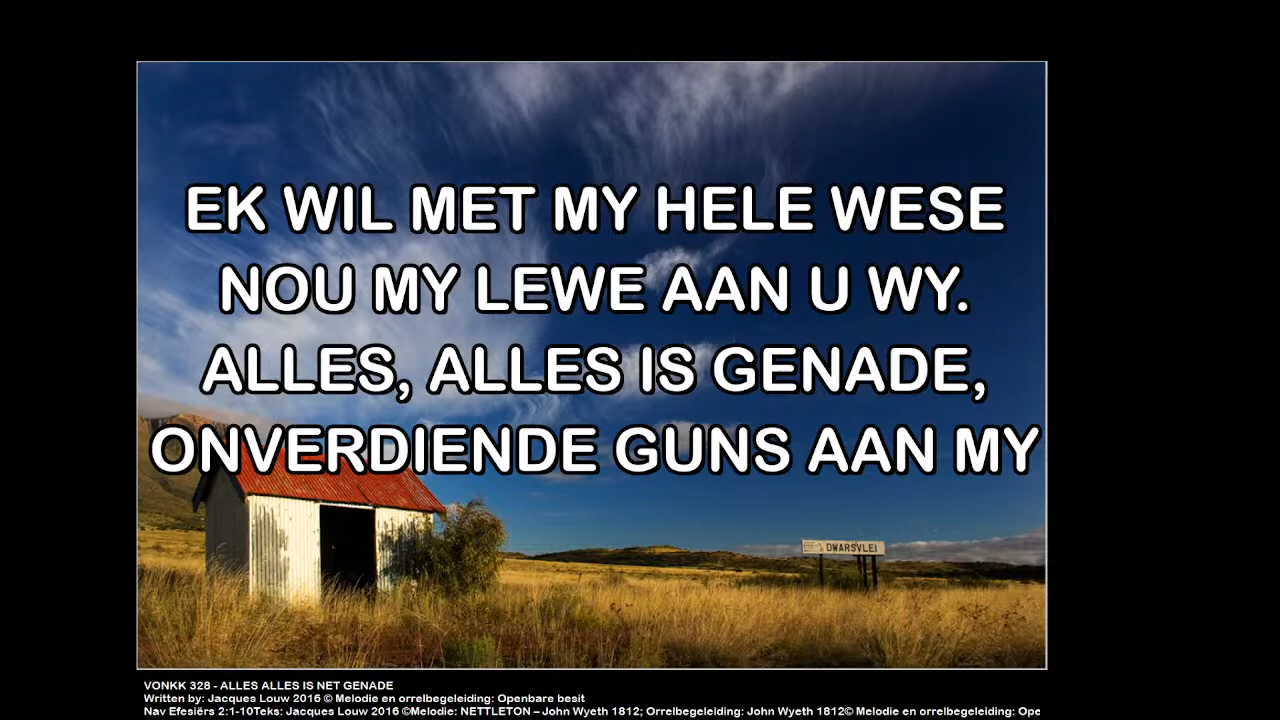 EK WIL MET MY HELE WESE
NOU MY LEWE AAN U WY.
ALLES, ALLES IS GENADE,
ONVERDIENDE GUNS AAN MY
DWARSVLEI
VONKK 328 - ALLES ALLES IS NET GENADE
Written by: Jacques Louw 2016 © Melodie en orrelbegeleiding: Openbare besit
Nav Efesiërs 2:1-10Teks: Jacques Louw 2016 ©Melodie: NETTLETON – John Wyeth 1812; Orrelbegeleiding: John Wyeth 1812© Melodie en orrelbegeleiding: Ope